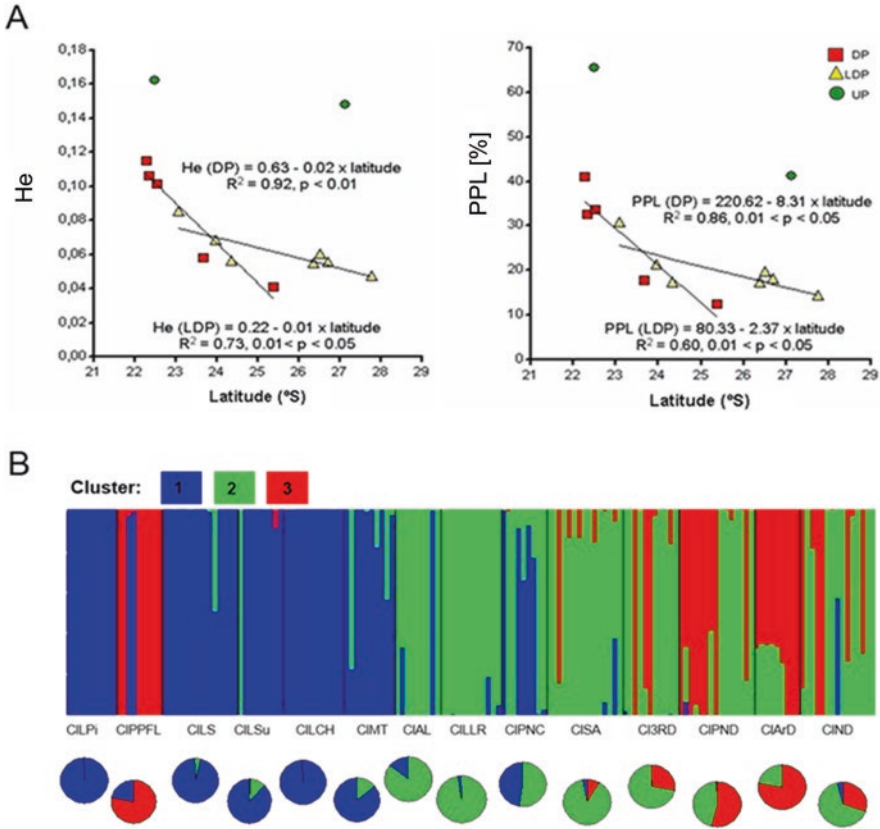 A
He
0,18
0,16
0,14
0,12
0,10
0,08
0,06
0,04
0,02
0,00
21 22 23 24 25 26 27 28 29
Latitude (°S)
He (DP) = 0.63 - 0.02 x latitude
R² = 0.92, p < 0.01
He (LDP) = 0.22 - 0.01 x latitude
R² = 0.73, 0.01 < p < 0.05
PPL [%]
70
60
50
40
30
20
10
0
21 22 23 24 25 26 27 28 29
Latitude (°S)
PPL (DP) = 220.62 - 8.31 x latitude
R² = 0.86, 0.01 < p < 0.05
PPL (LDP) = 80.33 - 2.37 x latitude
R² = 0.60, 0.01 < p < 0.05
DP
LDP
UP
B
Cluster: 1 2 3
CILPi CIPPFL CILS CILSu CILCH CIMT CIAL CILLR CIPNC CISA CI3RD CIPND CIArD CIND